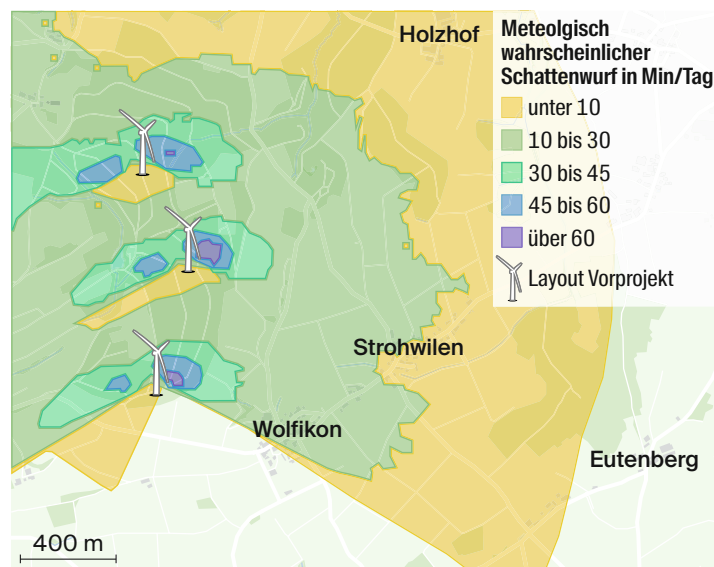 Holzhof
Meteolgisch
wahrscheinlicher
Schattenwurf in Min/Tag
unter 10
10 bis 30
30 bis 45
45 bis 60
über 60
Layout Vorprojekt
Strohwilen
Wolfikon
Eutenberg
400 m